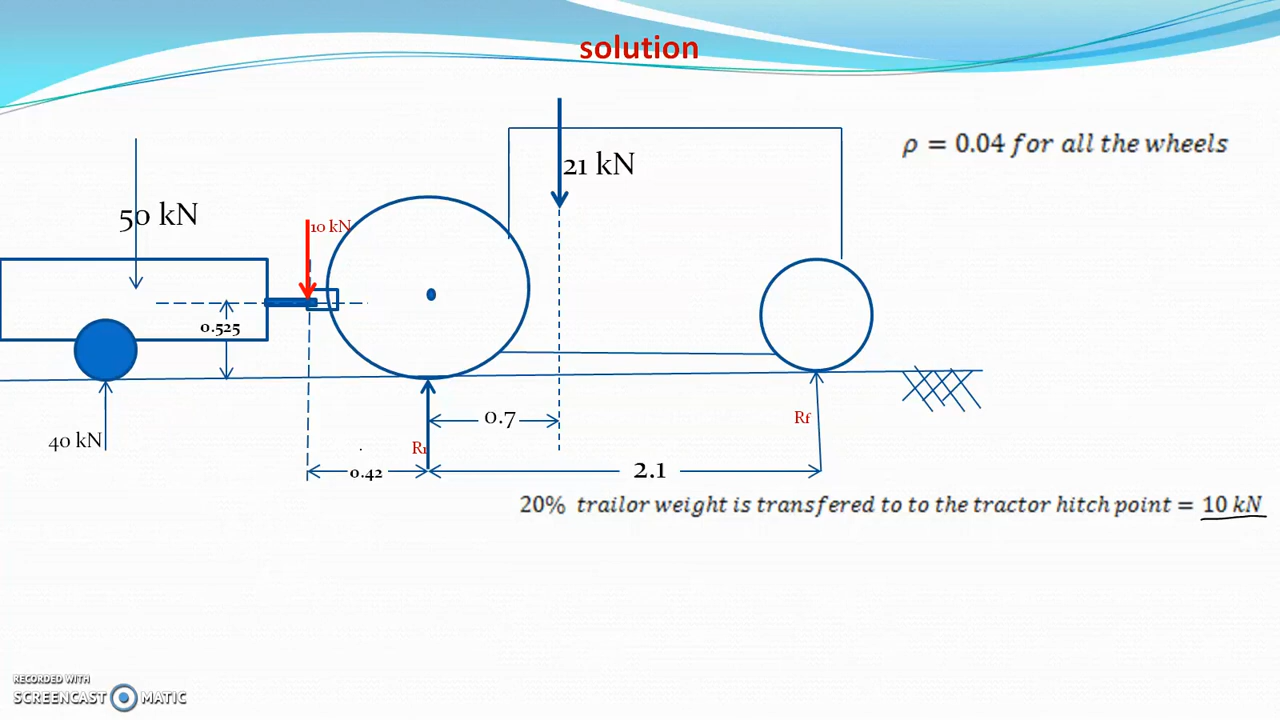 solution
ρ = 0.04 for all the wheels
21 kN
50 kN
10 kN
0.525
40 kN
Rr
0.7
Rf
0.42
2.1
20% trailor weight is transfered to to the tractor hitch point = 10 kN
RECORDED WITH
SCREENCAST MATIC